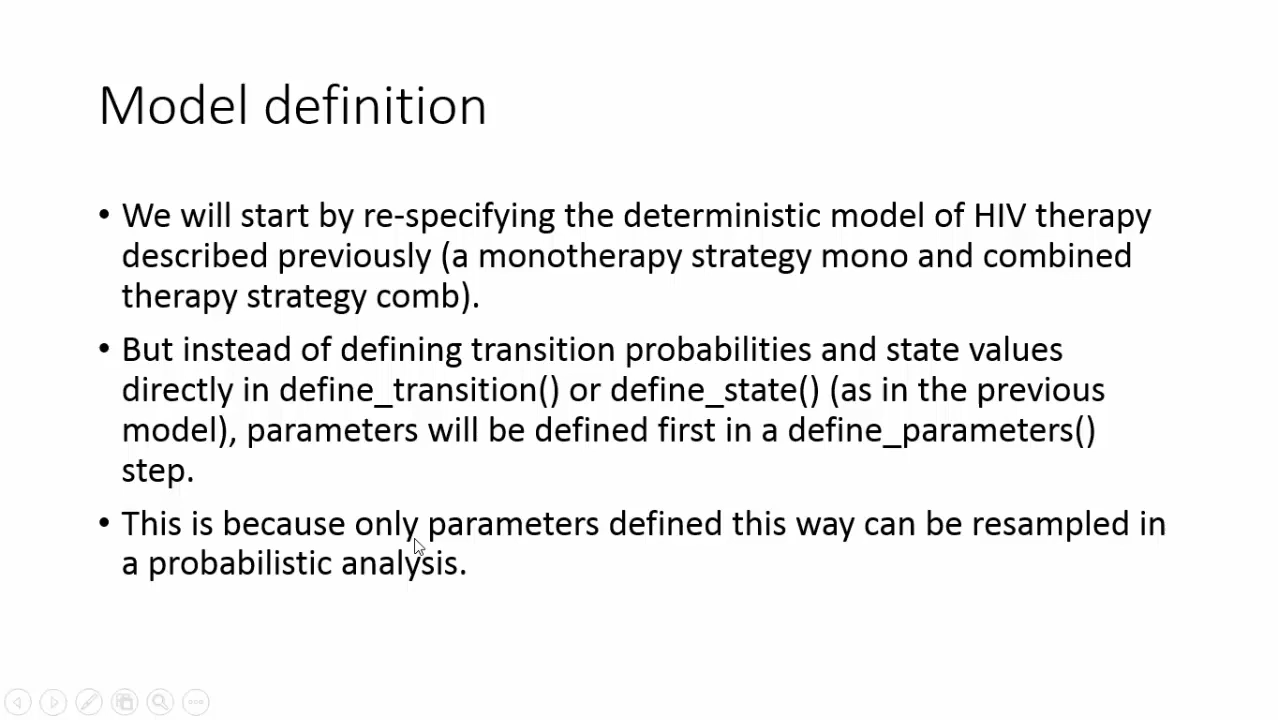 Model definition
• We will start by re-specifying the deterministic model of HIV therapy
described previously (a monotherapy strategy mono and combined
therapy strategy comb).
• But instead of defining transition probabilities and state values
directly in define_transition() or define_state() (as in the previous
model), parameters will be defined first in a define_parameters()
step.
• This is because only parameters defined this way can be resampled in
a probabilistic analysis.